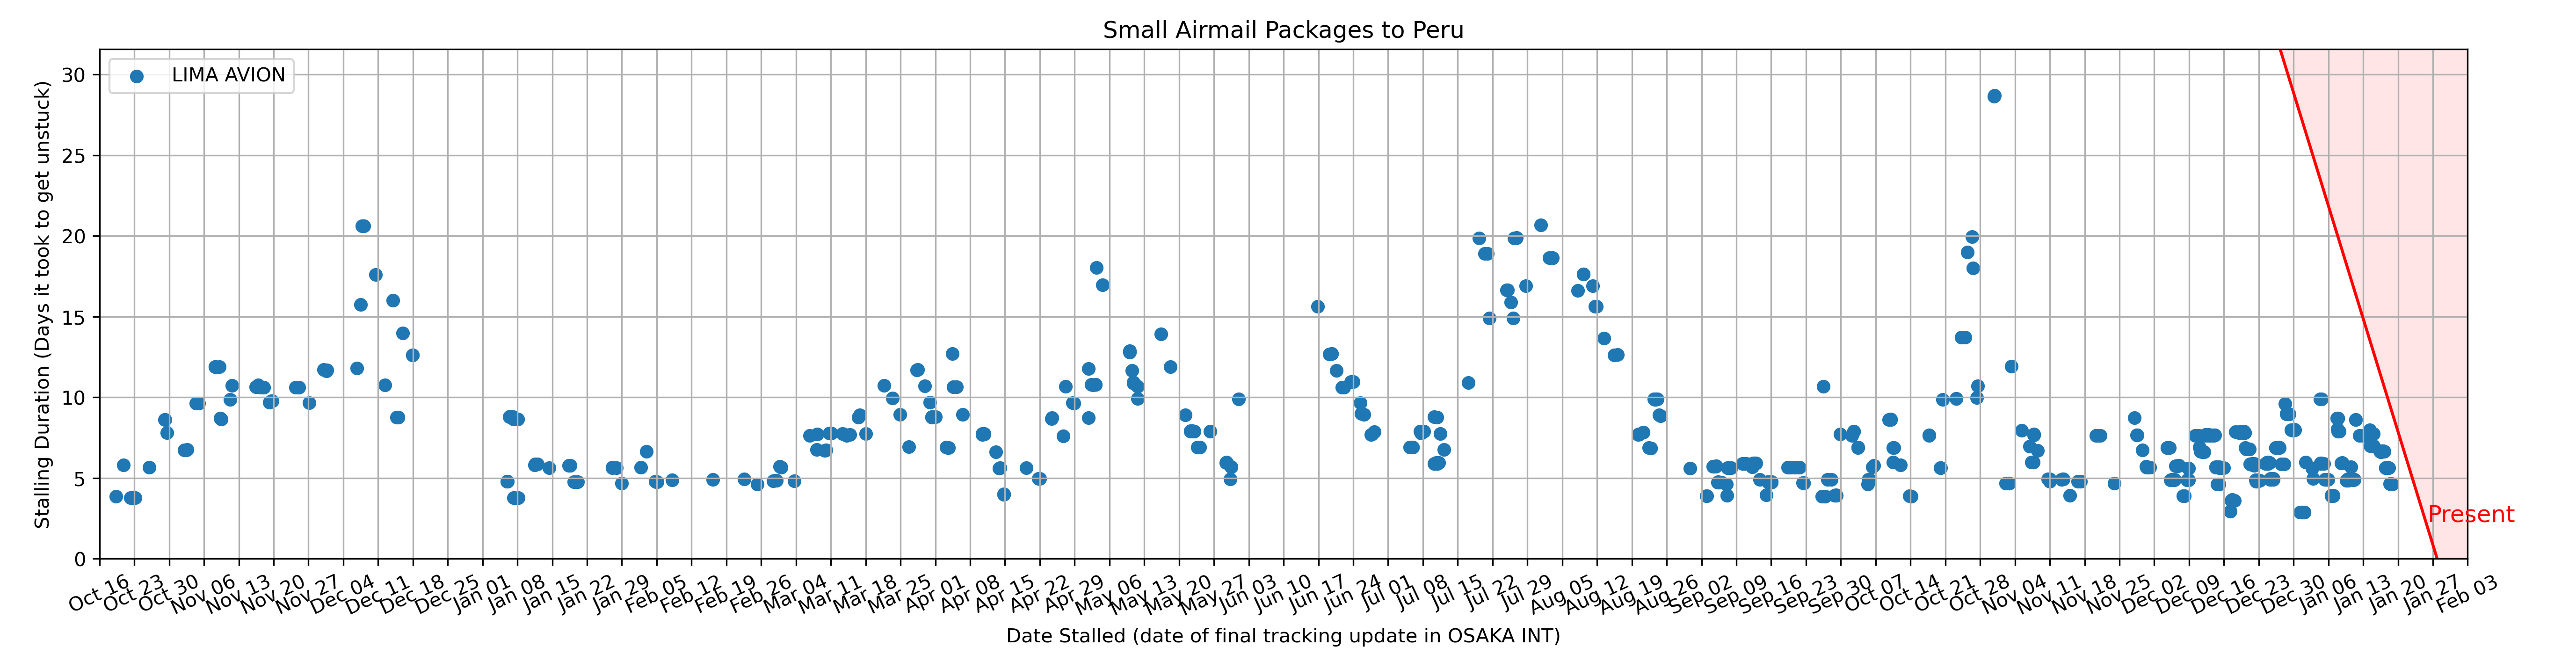 Small Airmail Packages to Peru
LIMA AVION
Stalling Duration (Days it took to get unstuck)
30
25
20
15
10
5
0
Present
Oct 16
Oct 23
Oct 30
Nov 06
Nov 13
Nov 20
Nov 27
Dec 04
Dec 11
Dec 18
Dec 25
Jan 01
Jan 08
Jan 15
Jan 22
Jan 29
Feb 05
Feb 12
Feb 19
Feb 26
Mar 04
Mar 11
Mar 18
Mar 25
Apr 01
Apr 08
Apr 15
Apr 22
Apr 29
May 06
May 13
May 20
May 27
Jun 03
Jun 10
Jun 17
Jun 24
Jul 01
Jul 08
Jul 15
Jul 22
Jul 29
Aug 05
Aug 12
Aug 19
Aug 26
Sep 02
Sep 09
Sep 16
Sep 23
Sep 30
Oct 07
Oct 14
Oct 21
Oct 28
Nov 04
Nov 11
Nov 18
Nov 25
Dec 02
Dec 09
Dec 16
Dec 23
Dec 30
Jan 06
Jan 13
Jan 20
Jan 27
Feb 03
Date Stalled (date of final tracking update in OSAKA INT)